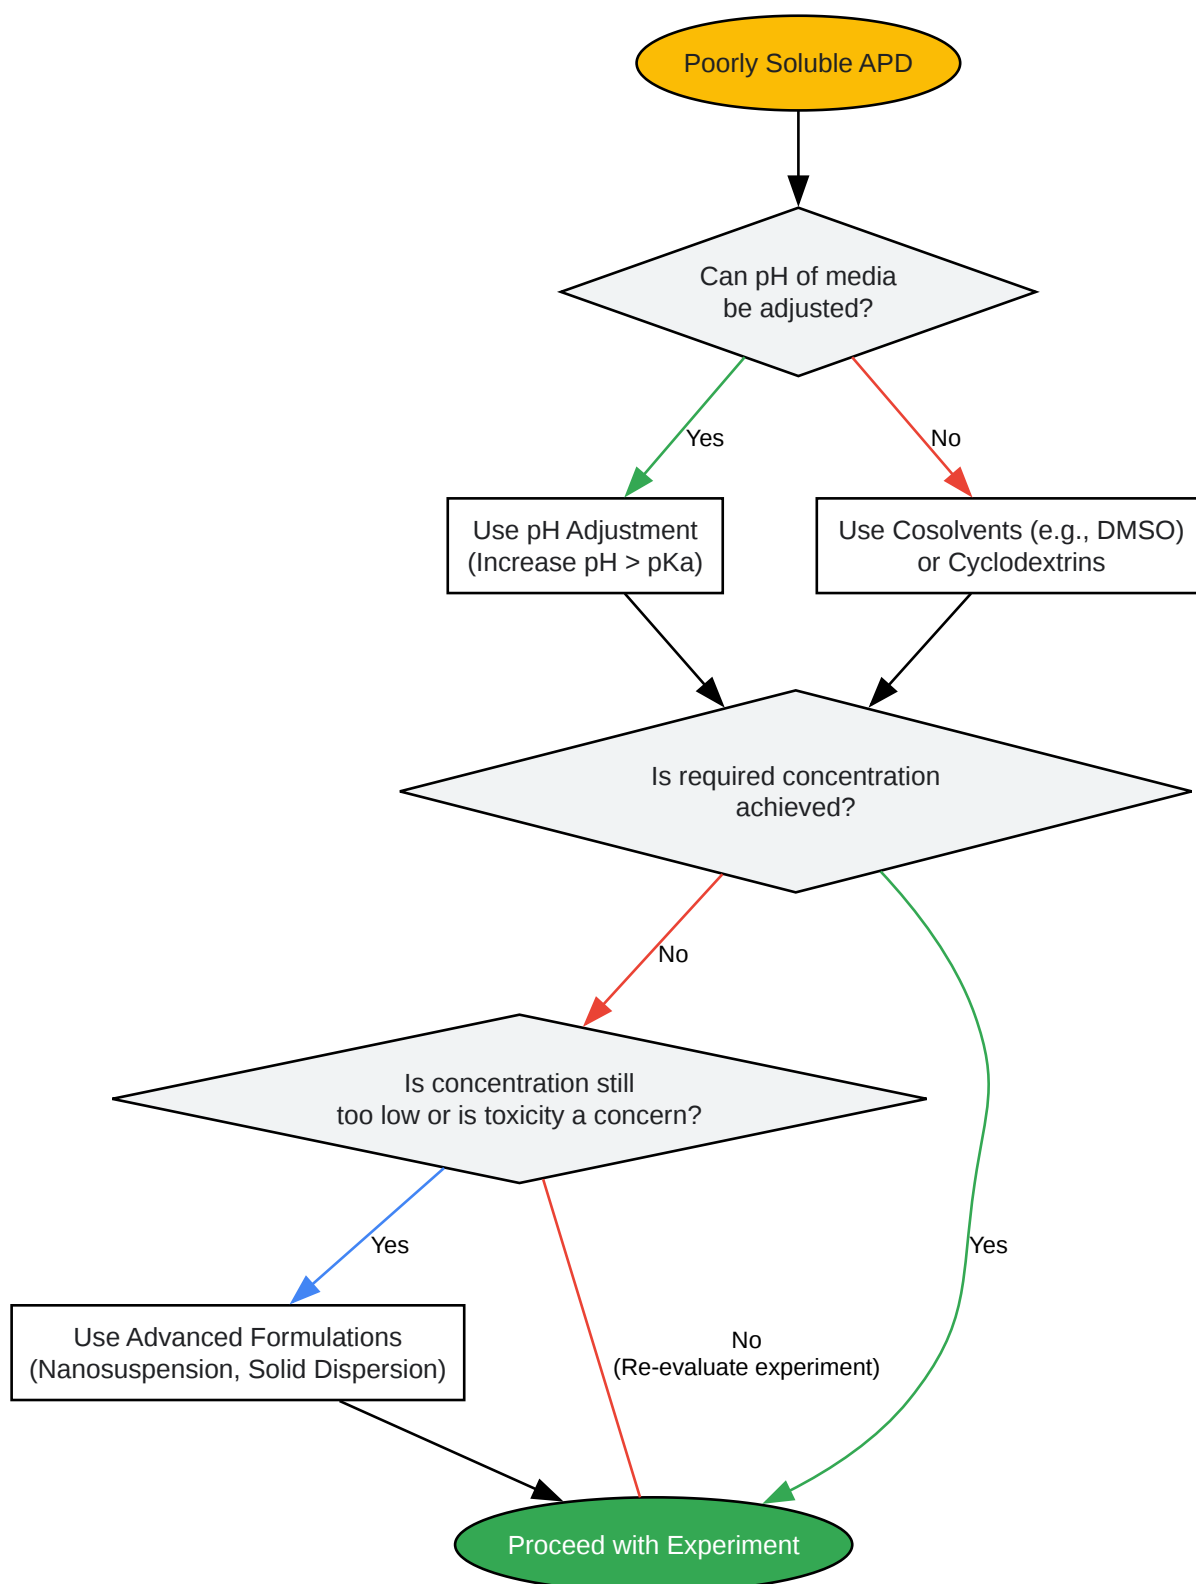 Poorly Soluble APD
Can pH of media
be adjusted?
Yes
No
Use pH Adjustment
(Increase pH > pKa)
Use Cosolvents (e.g., DMSO)
or Cyclodextrins
Is required concentration
achieved?
No
Is concentration still
too low or is toxicity a concern?
Yes
Yes
Use Advanced Formulations
(Nanosuspension, Solid Dispersion)
No
(Re-evaluate experiment)
Proceed with Experiment